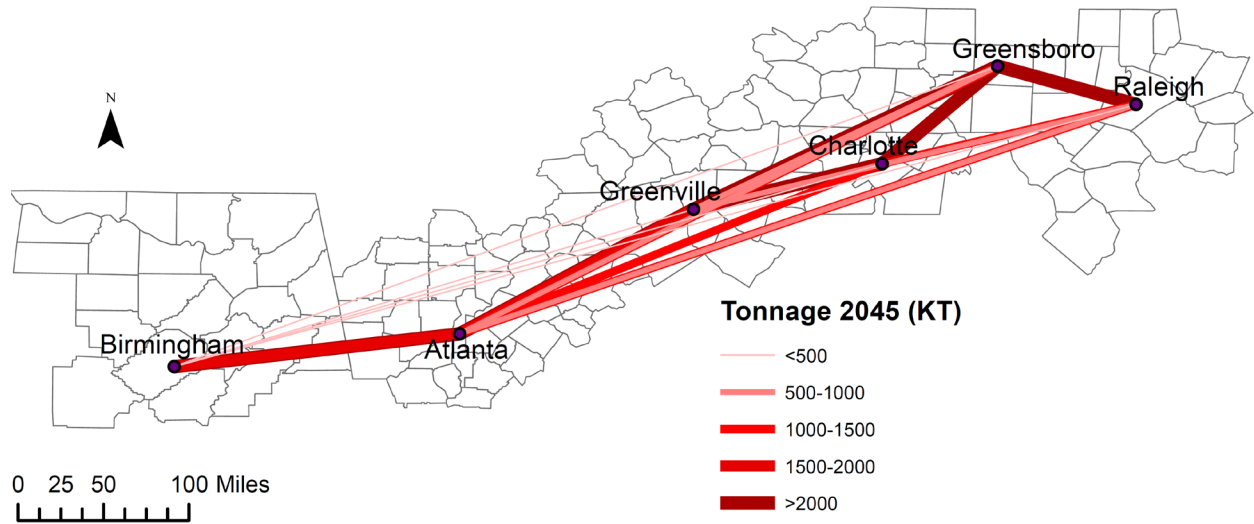 Greensboro
Raleigh
N
Charlotte
Greenville
Birmingham
Atlanta
Tonnage 2045 (KT)
<500
500-1000
1000-1500
1500-2000
>2000
0 25 50 100 Miles